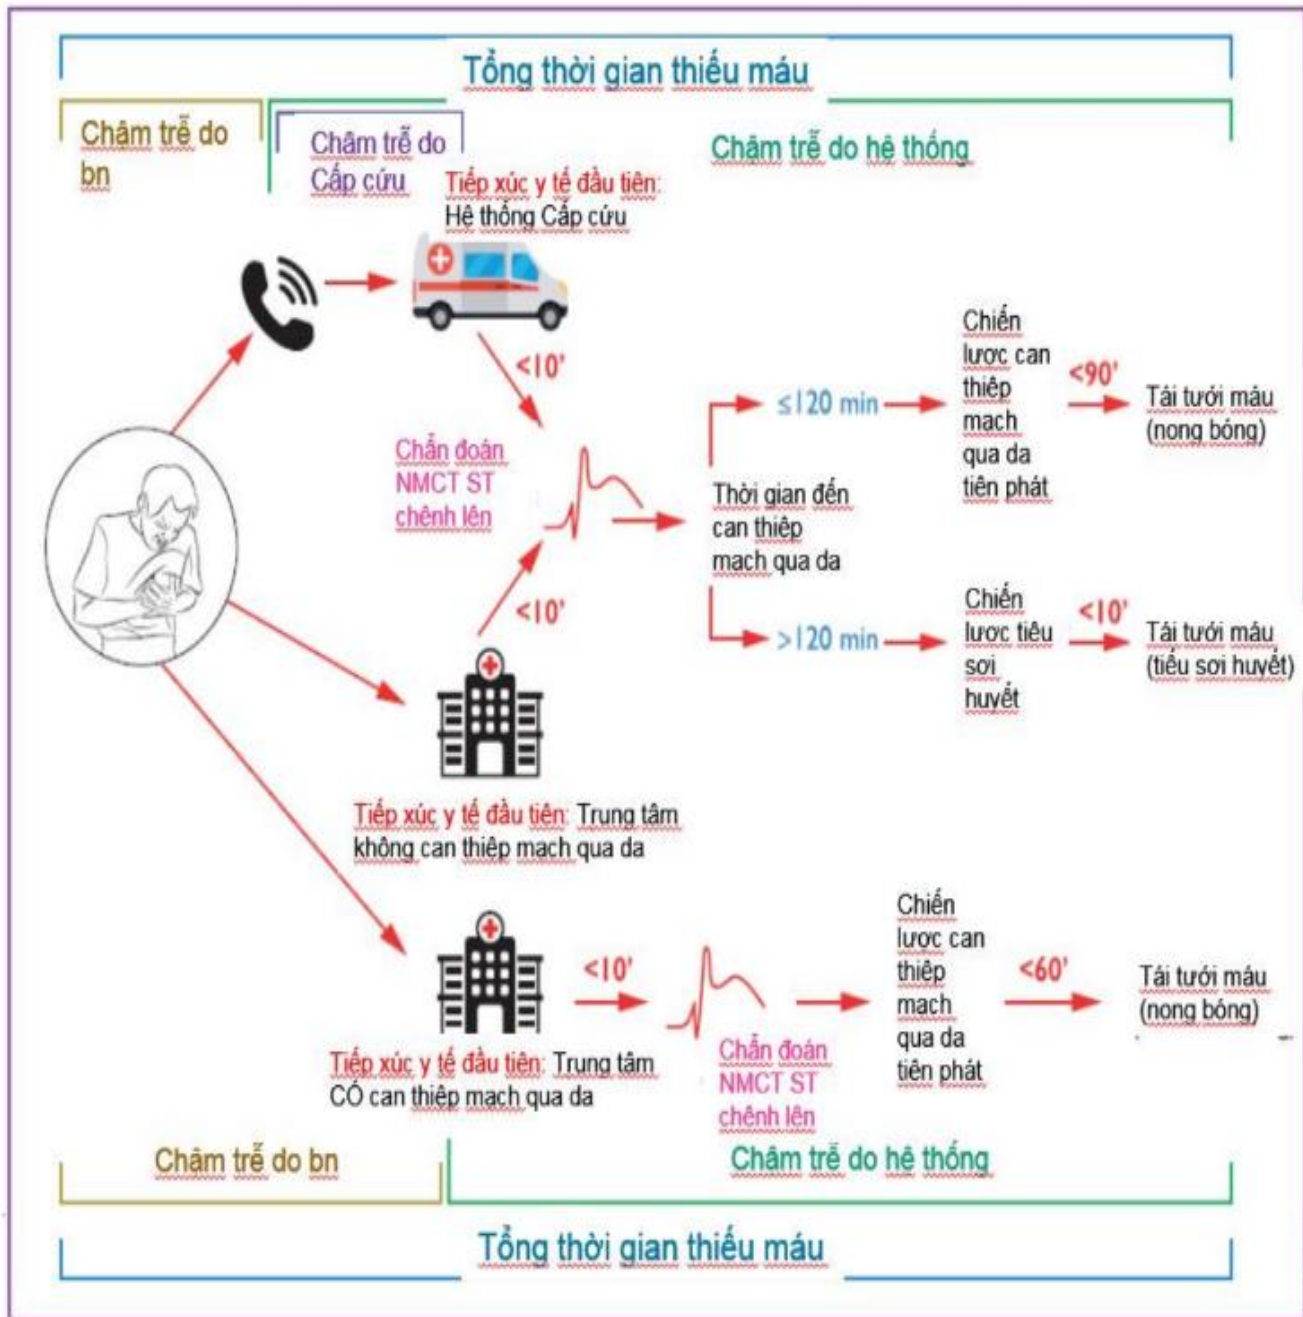 Tổng thời gian thiếu máu
Chậm trễ do
bn
Chậm trễ do
Cấp cứu
Chậm trễ do hệ thống
Tiếp xúc y tế đầu tiên:
Hệ thống Cấp cứu
<10'
Chẩn đoán
NMCT ST
chênh lên
<10'
Thời gian đến
can thiệp
mạch qua da
≤120 min
Chiến
lược can
thiệp
mạch
qua da
tiên phát
<90'
Tái tưới máu
(nong bóng)
>120 min
Chiến
lược tiêu
sợi
huyết
<10'
Tái tưới máu
(tiếu sợi huyết)
Tiếp xúc y tế đầu tiên: Trung tâm
không can thiệp mạch qua da
Tiếp xúc y tế đầu tiên: Trung tâm
CÓ can thiệp mạch qua da
<10'
Chẩn đoán
NMCT ST
chênh lên
Chiến
lược can
thiệp
mạch
qua da
tiên phát
<60'
Tái tưới máu
(nong bóng)
Chậm trễ do bn
Chậm trễ do hệ thống
Tổng thời gian thiếu máu